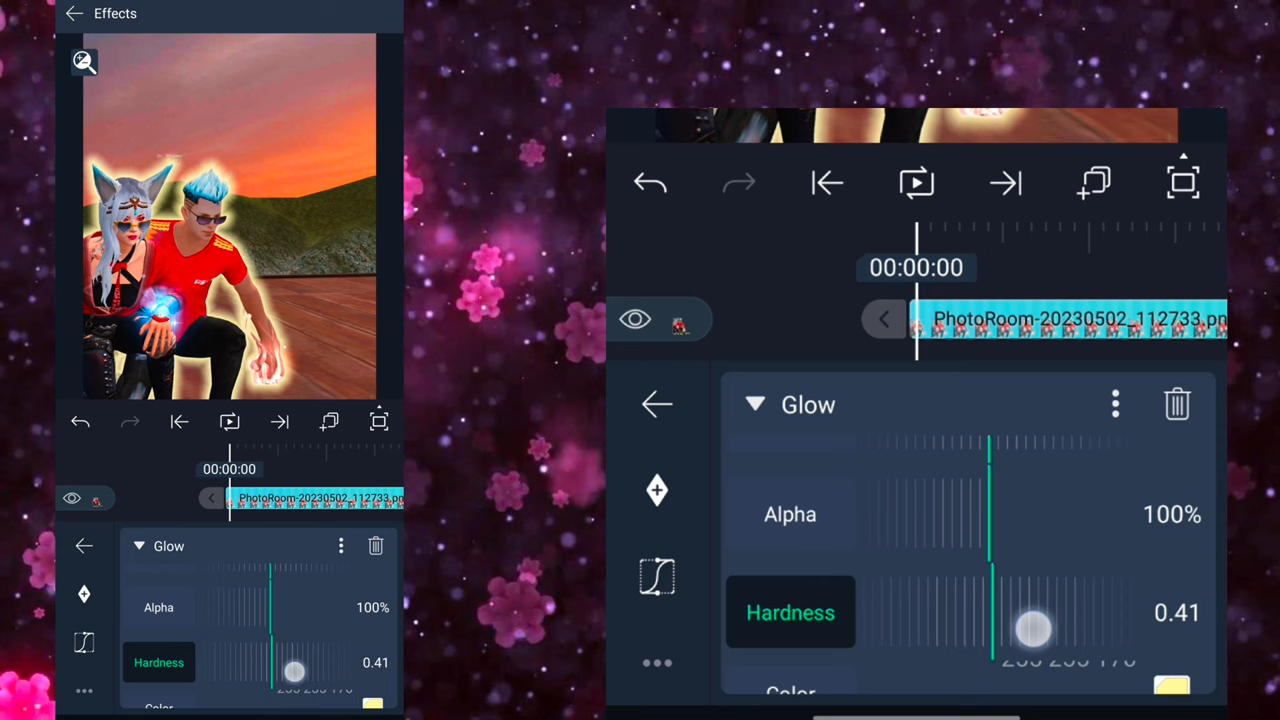 Effects
00:00:00
PhotoRoom-20230502_112733.pn
Glow
Alpha
100%
Hardness
0.41
Color
00:00:00
PhotoRoom-20230502_112733.pn
Glow
Alpha
100%
Hardness
0.41
Color